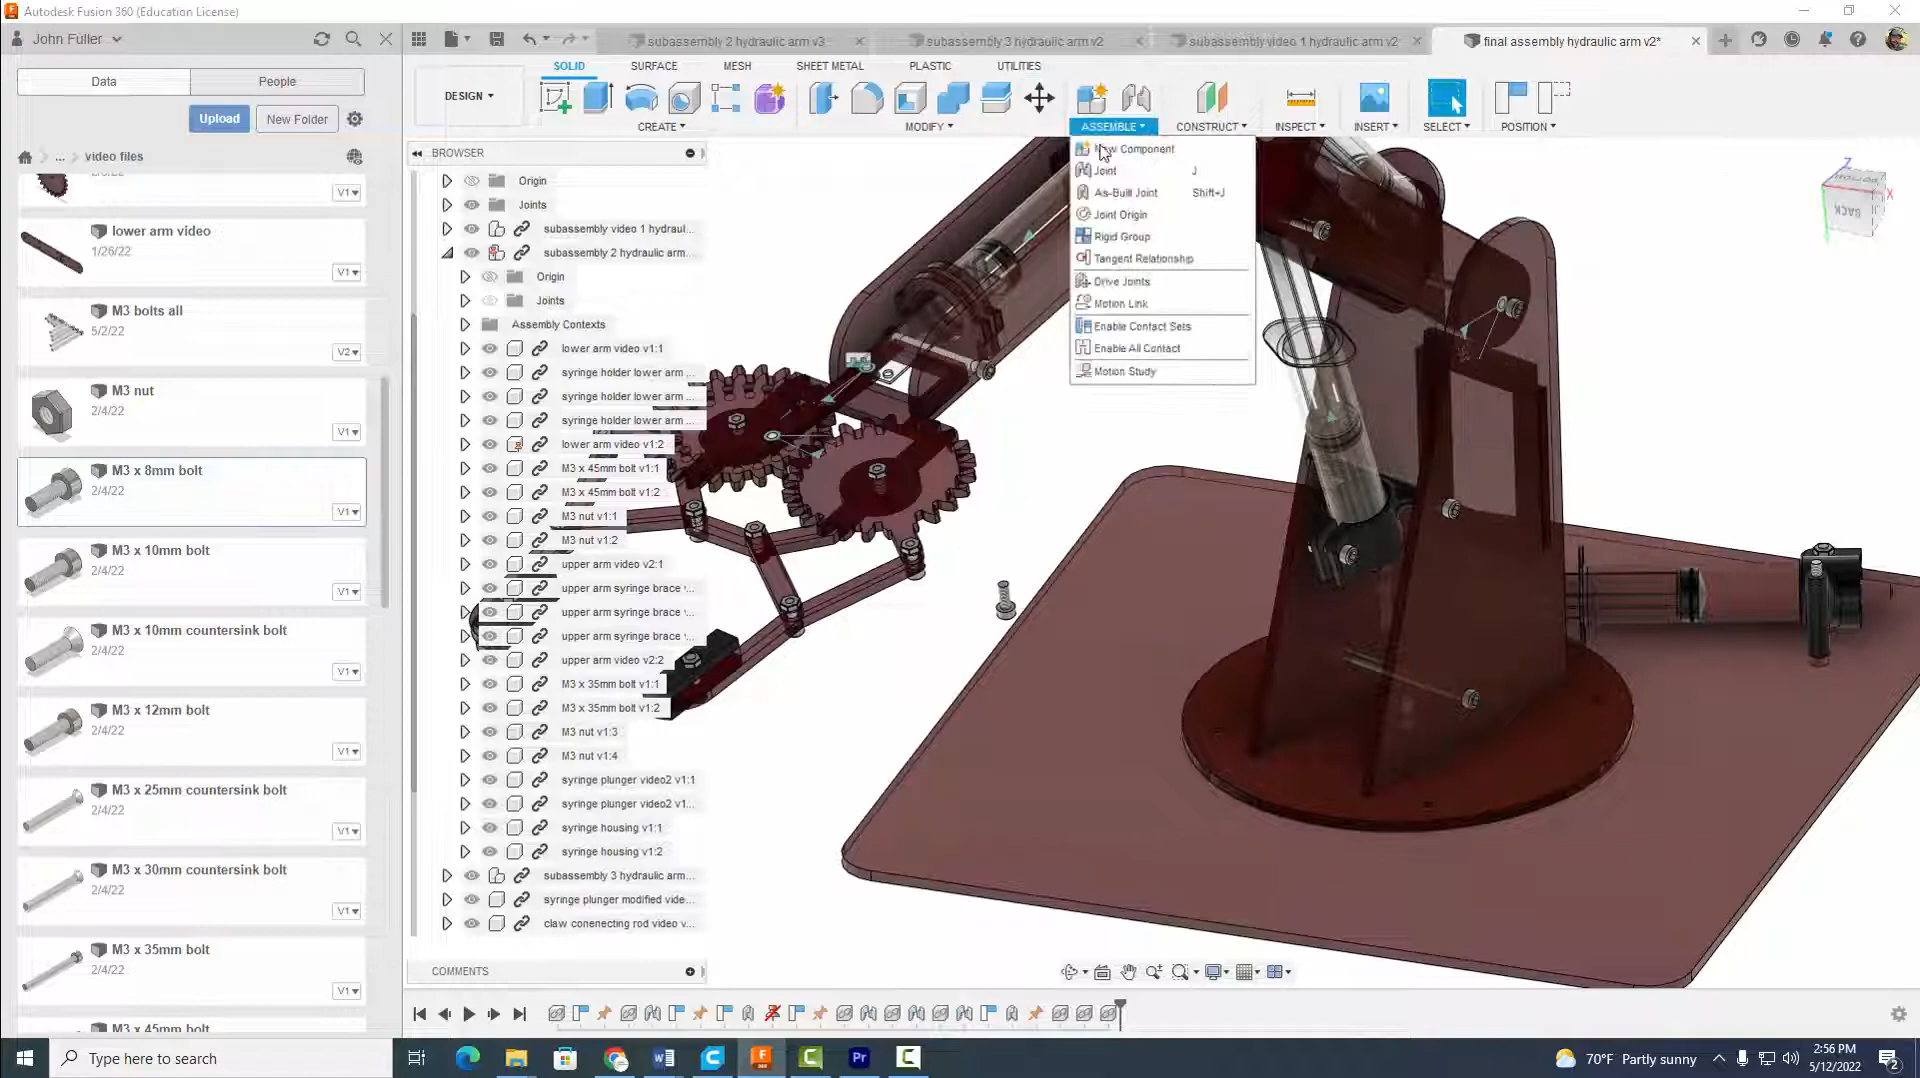 Autodesk Fusion 360 (Education License)
John Fuller
subassembly 2 hydraulic arm v3
subassembly 3 hydraulic arm v2
subassembly video 1 hydraulic arm v2
final assembly hydraulic arm v2*
Data
People
Upload
New Folder
... video files
V1
lower arm video
1/26/22
V1
M3 bolts all
5/2/22
V2
M3 nut
2/4/22
V1
M3 x 8mm bolt
2/4/22
V1
M3 x 10mm bolt
2/4/22
V1
M3 x 10mm countersink bolt
2/4/22
V1
M3 x 12mm bolt
2/4/22
V1
M3 x 25mm countersink bolt
2/4/22
V1
M3 x 30mm countersink bolt
2/4/22
V1
M3 x 35mm bolt
2/4/22
V1
M3 x 45mm bolt
SOLID SURFACE MESH SHEET METAL PLASTIC UTILITIES
DESIGN
CREATE MODIFY ASSEMBLE CONSTRUCT INSPECT INSERT SELECT POSITION
New Component
Joint J
As-Built Joint Shift+J
Joint Origin
Rigid Group
Tangent Relationship
Drive Joints
Motion Link
Enable Contact Sets
Enable All Contact
Motion Study
BROWSER
Origin
Joints
subassembly video 1 hydraul...
subassembly 2 hydraulic arm...
Origin
Joints
Assembly Contexts
lower arm video v1:1
syringe holder lower arm ...
syringe holder lower arm ...
syringe holder lower arm ...
lower arm video v1:2
M3 x 45mm bolt v1:1
M3 x 45mm bolt v1:2
M3 nut v1:1
M3 nut v1:2
upper arm video v2:1
upper arm syringe brace v...
upper arm syringe brace v...
upper arm syringe brace v...
upper arm video v2:2
M3 x 35mm bolt v1:1
M3 x 35mm bolt v1:2
M3 nut v1:3
M3 nut v1:4
syringe plunger video2 v1:1
syringe plunger video2 v1...
syringe housing v1:1
syringe housing v1:2
subassembly 3 hydraulic arm...
syringe plunger modified vide...
claw conenecting rod video v...
COMMENTS
Z
X
BOTTOM
BACK
Type here to search
70°F Partly sunny
2:56 PM
5/12/2022
2